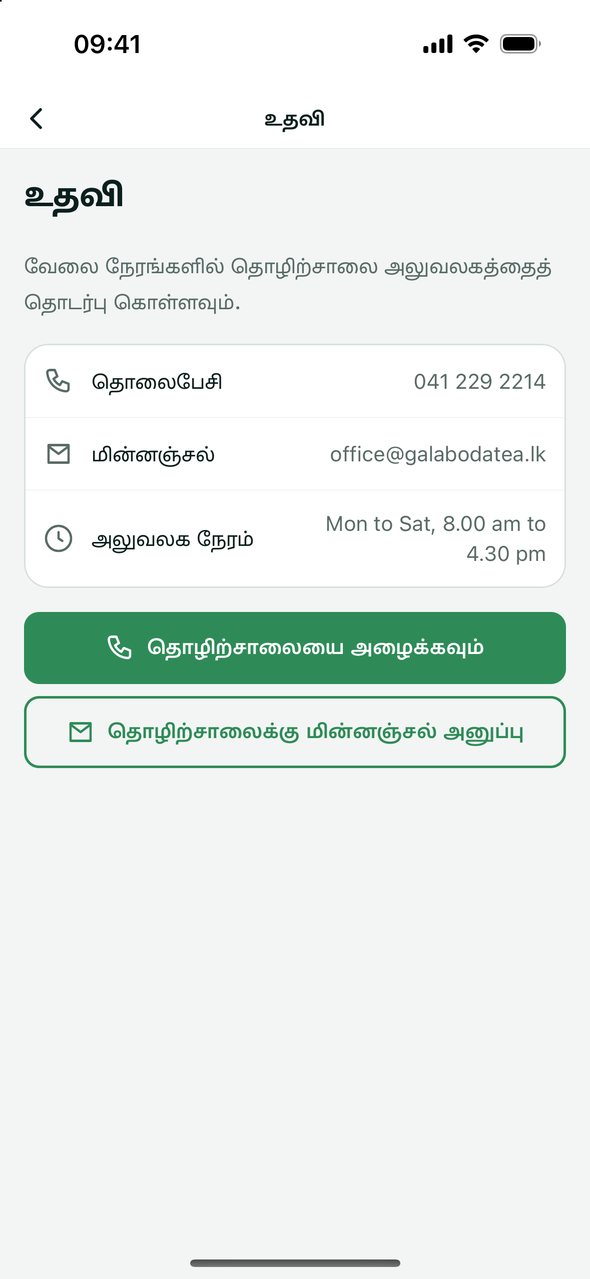 09:41
உதவி
உதவி
வேலை நேரங்களில் தொழிற்சாலை அலுவலகத்தைத்
தொடர்பு கொள்ளவும்.
தொலைபேசி 041 229 2214
மின்னஞ்சல் office@galabodatea.lk
அலுவலக நேரம் Mon to Sat, 8.00 am to
4.30 pm
தொழிற்சாலையை அழைக்கவும்
தொழிற்சாலைக்கு மின்னஞ்சல் அனுப்பு